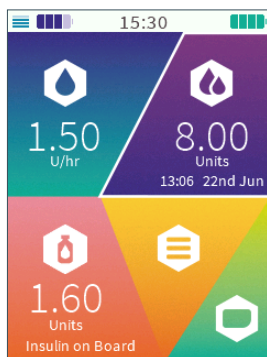 15:30
1.50
U/hr
8.00
Units
13:06 22nd Jun
1.60
Units
Insulin on Board